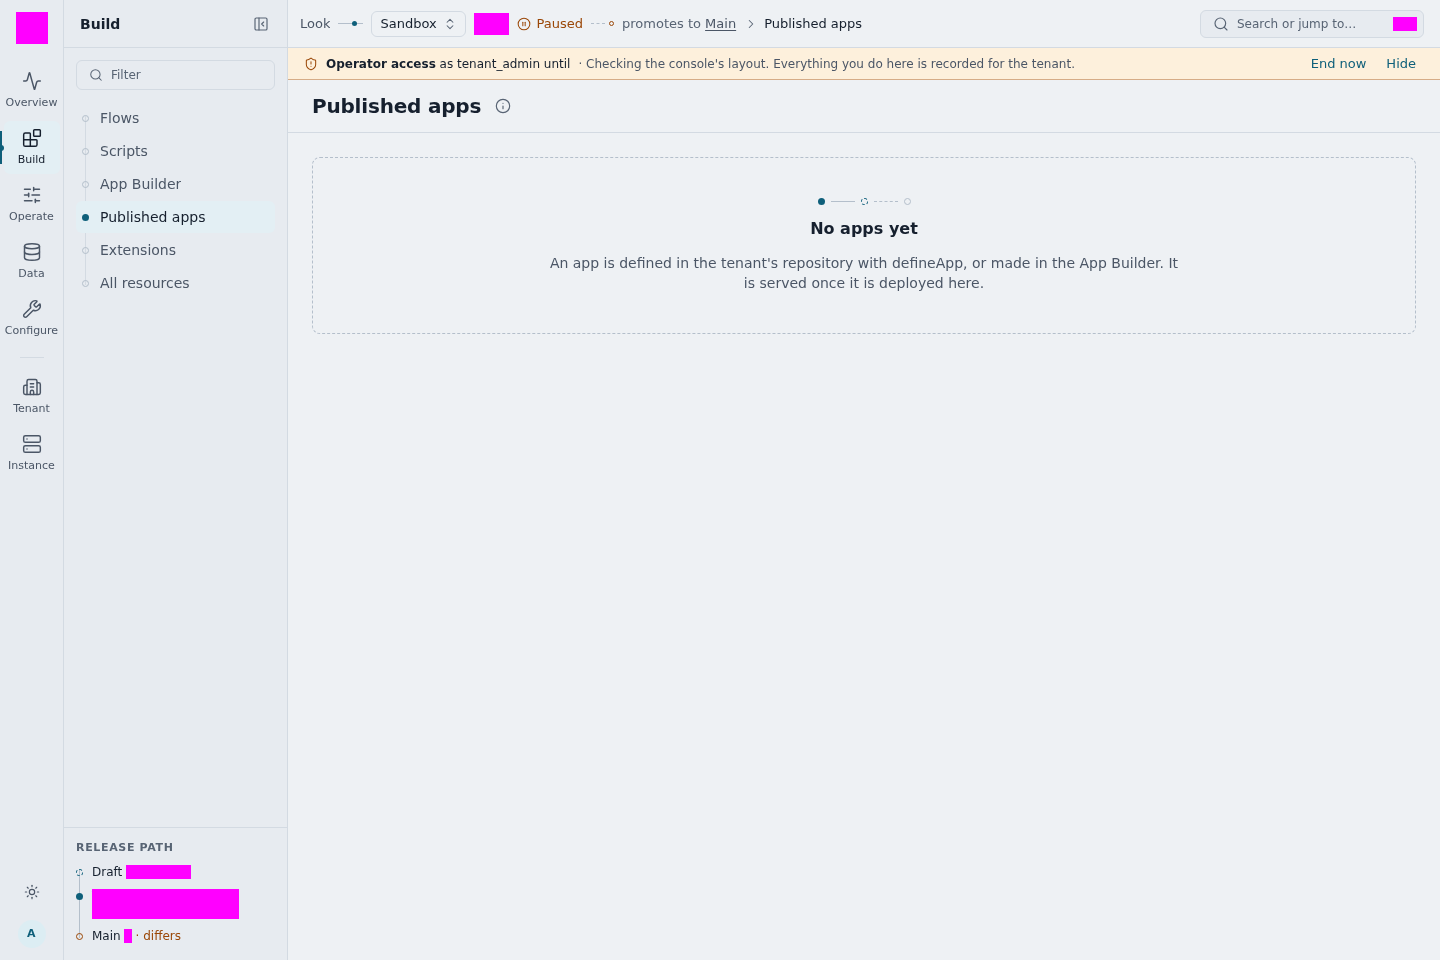 Build
Look
Sandbox
Paused
promotes to Main
Published apps
Search or jump to...
Operator access as tenant_admin until · Checking the console's layout. Everything you do here is recorded for the tenant.
End now
Hide
Overview
Build
Operate
Data
Configure
Tenant
Instance
A
Filter
Flows
Scripts
App Builder
Published apps
Extensions
All resources
RELEASE PATH
Draft
Main · differs
Published apps
No apps yet
An app is defined in the tenant's repository with defineApp, or made in the App Builder. It
is served once it is deployed here.